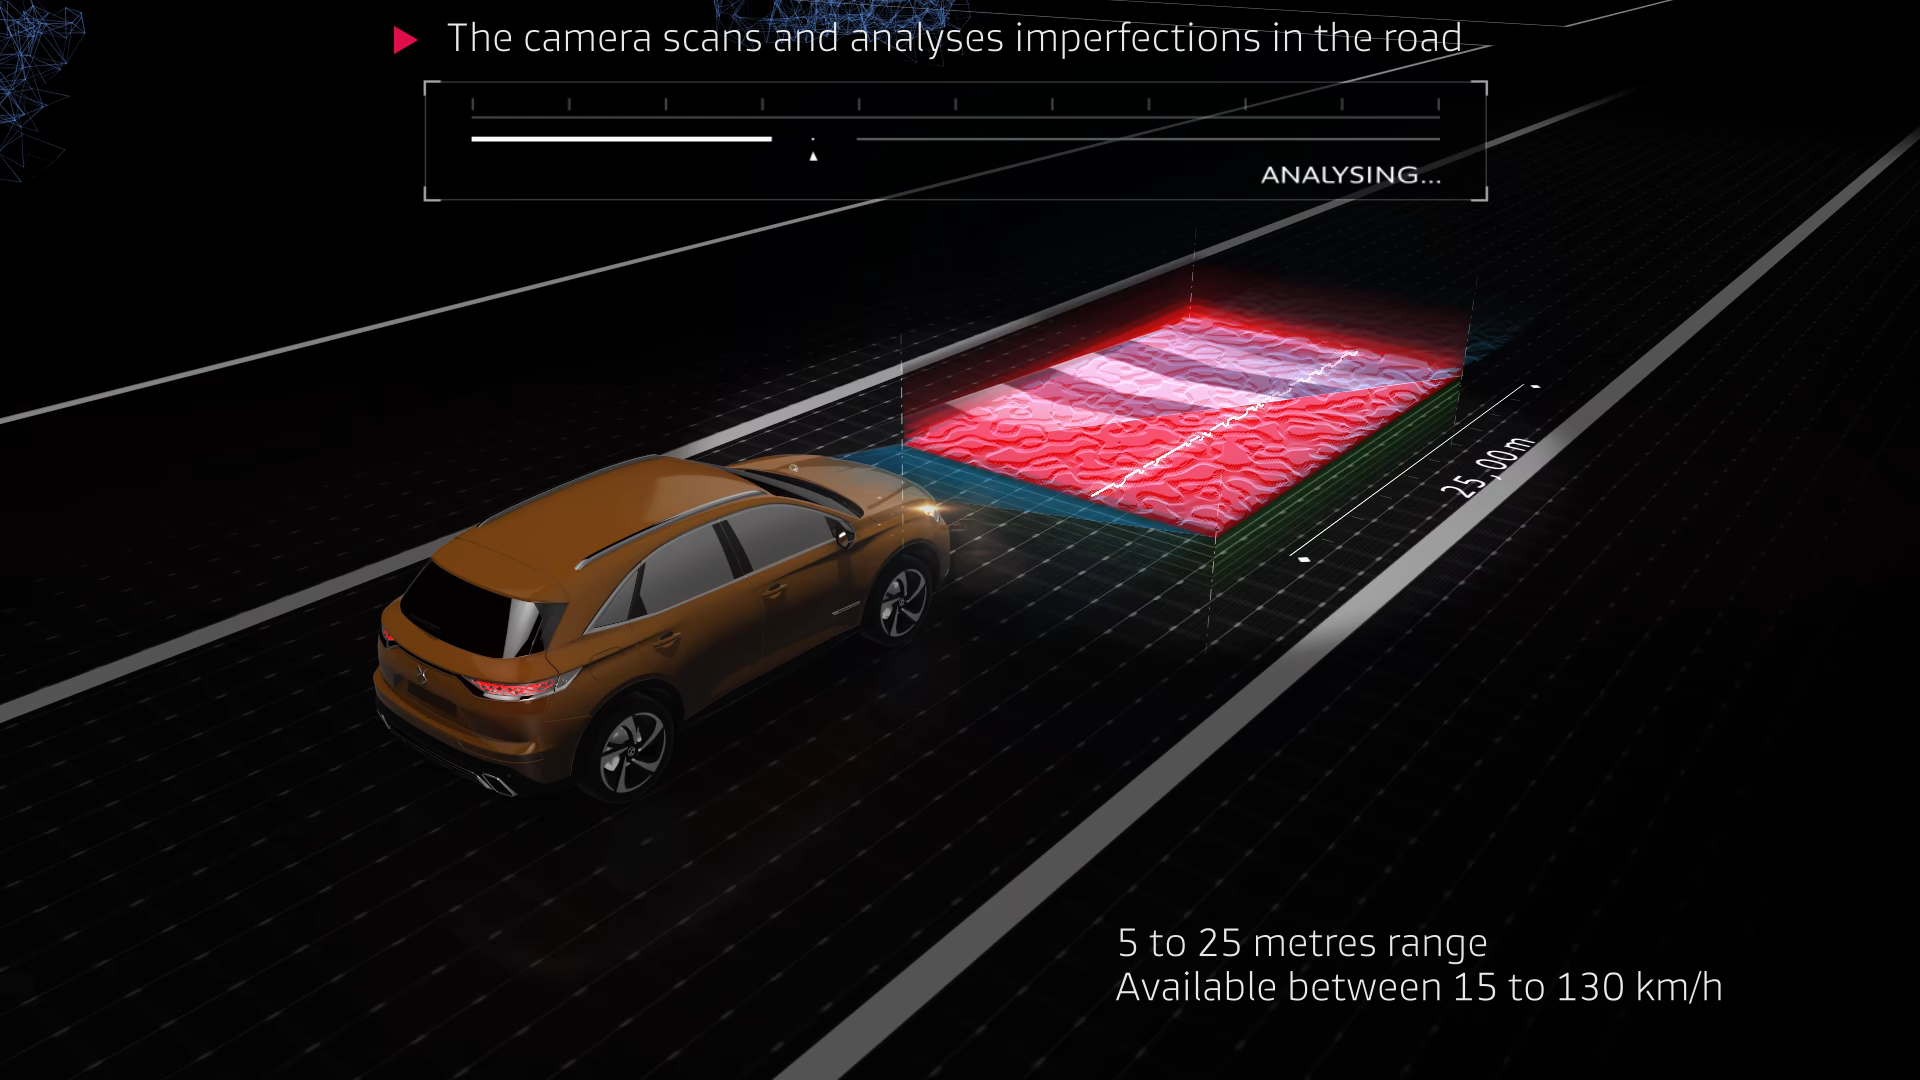 The camera scans and analyses imperfections in the road
ANALYSING...
25,00m
5 to 25 metres range
Available between 15 to 130 km/h